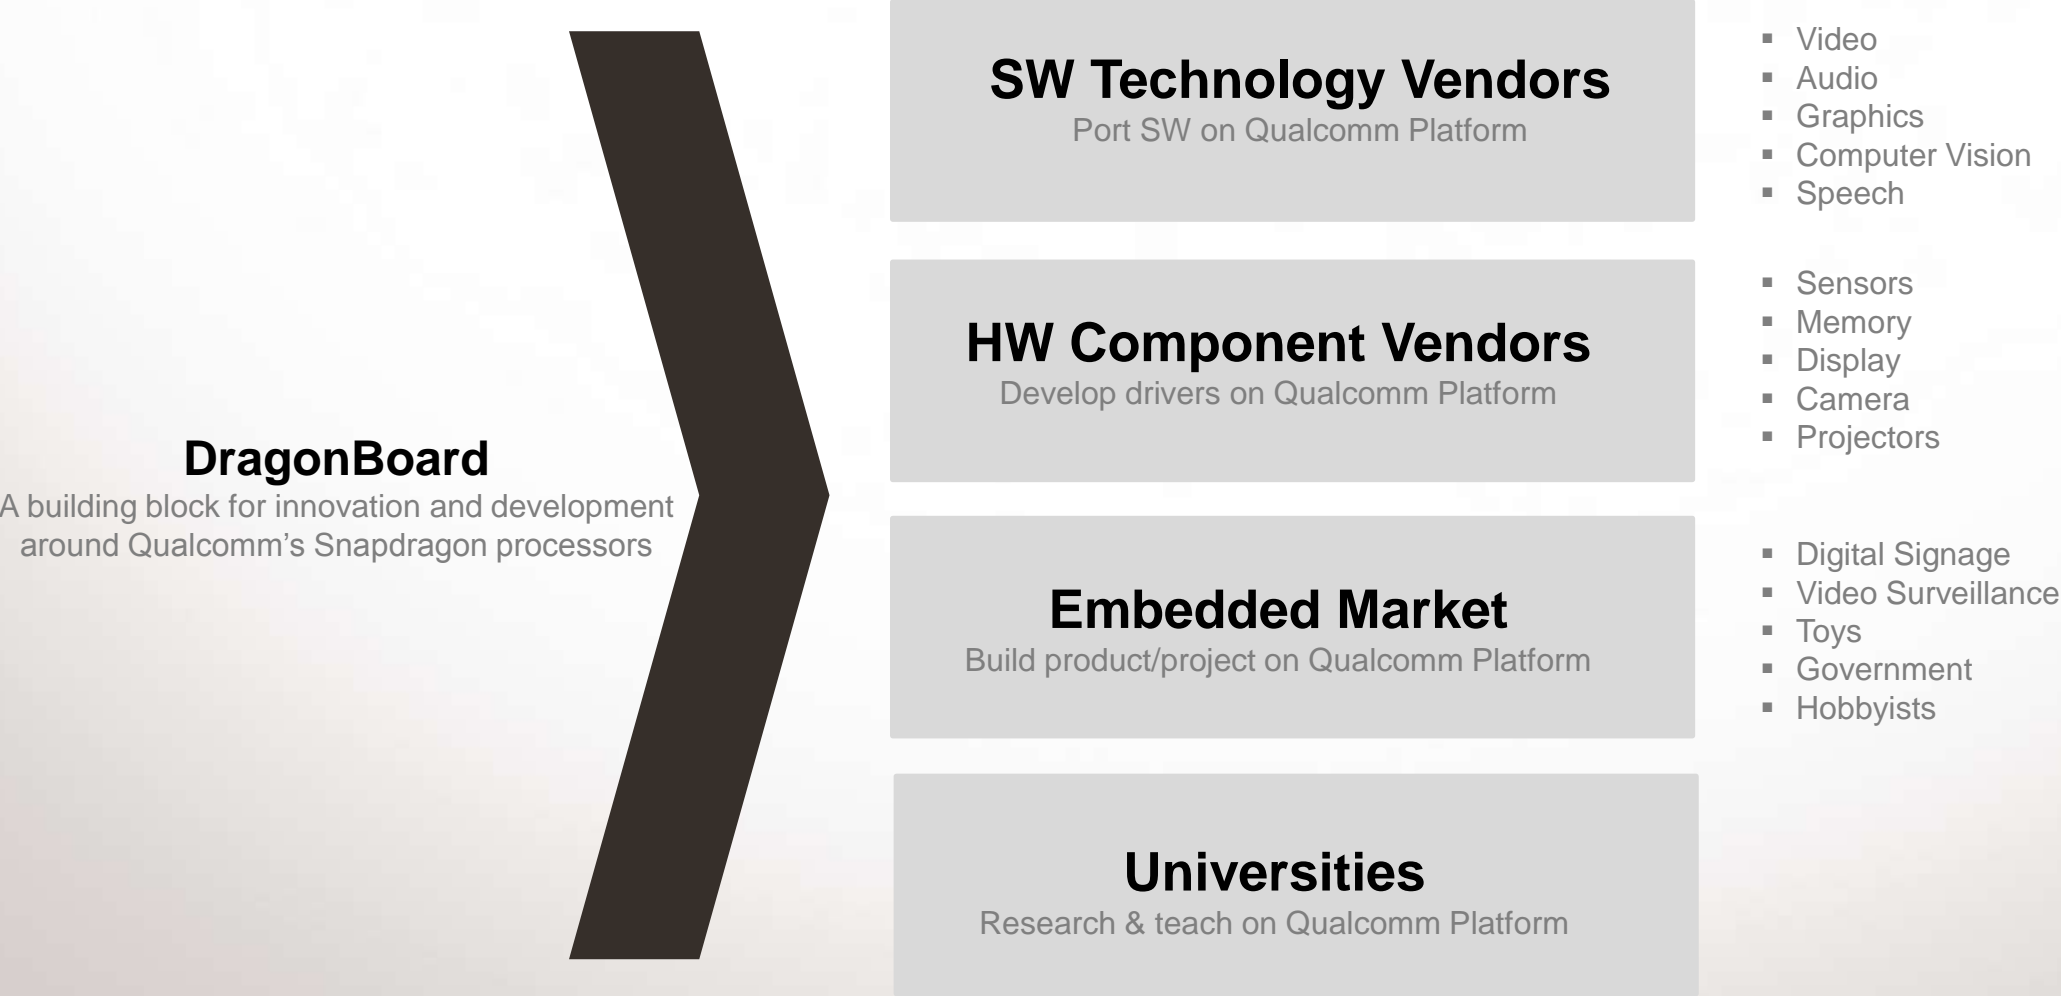 DragonBoard
A building block for innovation and development
around Qualcomm’s Snapdragon processors
SW Technology Vendors
Port SW on Qualcomm Platform
▪ Video
▪ Audio
▪ Graphics
▪ Computer Vision
▪ Speech
HW Component Vendors
Develop drivers on Qualcomm Platform
▪ Sensors
▪ Memory
▪ Display
▪ Camera
▪ Projectors
Embedded Market
Build product/project on Qualcomm Platform
▪ Digital Signage
▪ Video Surveillance
▪ Toys
▪ Government
▪ Hobbyists
Universities
Research & teach on Qualcomm Platform